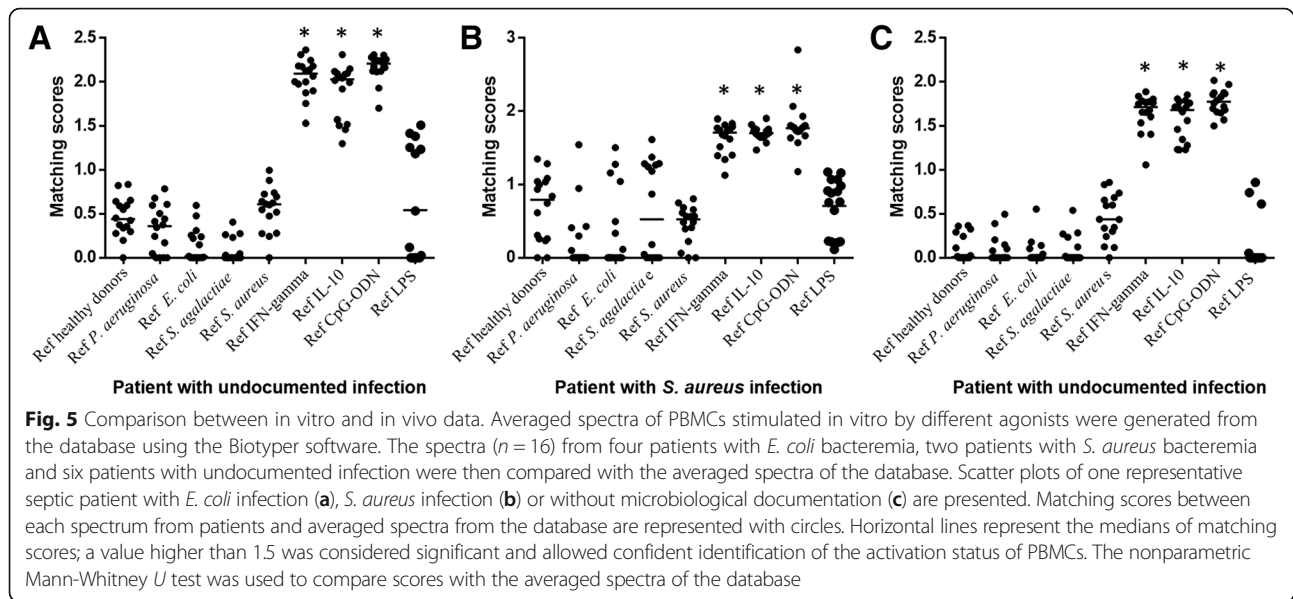 A
B
C
* * *
* * *
* * *
Matching scores
2.5
2.0
1.5
1.0
0.5
0.0
Matching scores
3
2
1
0
Matching scores
2.5
2.0
1.5
1.0
0.5
0.0
Ref healthy donors
Ref P. aeruginosa
Ref E. coli
Ref S. agalactiae
Ref S. aureus
Ref IFN-gamma
Ref IL-10
Ref CpG-ODN
Ref LPS
Ref healthy donors
Ref P. aeruginosa
Ref E. coli
Ref S. agalactia e
Ref S. aureus
Ref IFN-gamma
Ref IL-10
Ref CpG-ODN
Ref LPS
Ref healthy donors
Ref P. aeruginosa
Ref E. coli
Ref S. agalactiae
Ref S. aureus
Ref IFN-gamma
Ref IL-10
Ref CpG-ODN
Ref LPS
Patient with undocumented infection
Patient with S. aureus infection
Patient with undocumented infection
Fig. 5 Comparison between in vitro and in vivo data. Averaged spectra of PBMCs stimulated in vitro by different agonists were generated from
the database using the Biotyper software. The spectra (n = 16) from four patients with E. coli bacteremia, two patients with S. aureus bacteremia
and six patients with undocumented infection were then compared with the averaged spectra of the database. Scatter plots of one representative
septic patient with E. coli infection (a), S. aureus infection (b) or without microbiological documentation (c) are presented. Matching scores between
each spectrum from patients and averaged spectra from the database are represented with circles. Horizontal lines represent the medians of matching
scores; a value higher than 1.5 was considered significant and allowed confident identification of the activation status of PBMCs. The nonparametric
Mann-Whitney U test was used to compare scores with the averaged spectra of the database